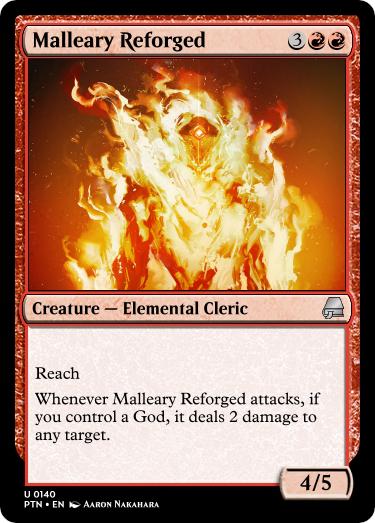 Malleary Reforged 3
Creature — Elemental Cleric
Reach
Whenever Malleary Reforged attacks, if
you control a God, it deals 2 damage to
any target.
4/5
U 0140
PTN • EN Aaron Nakahara